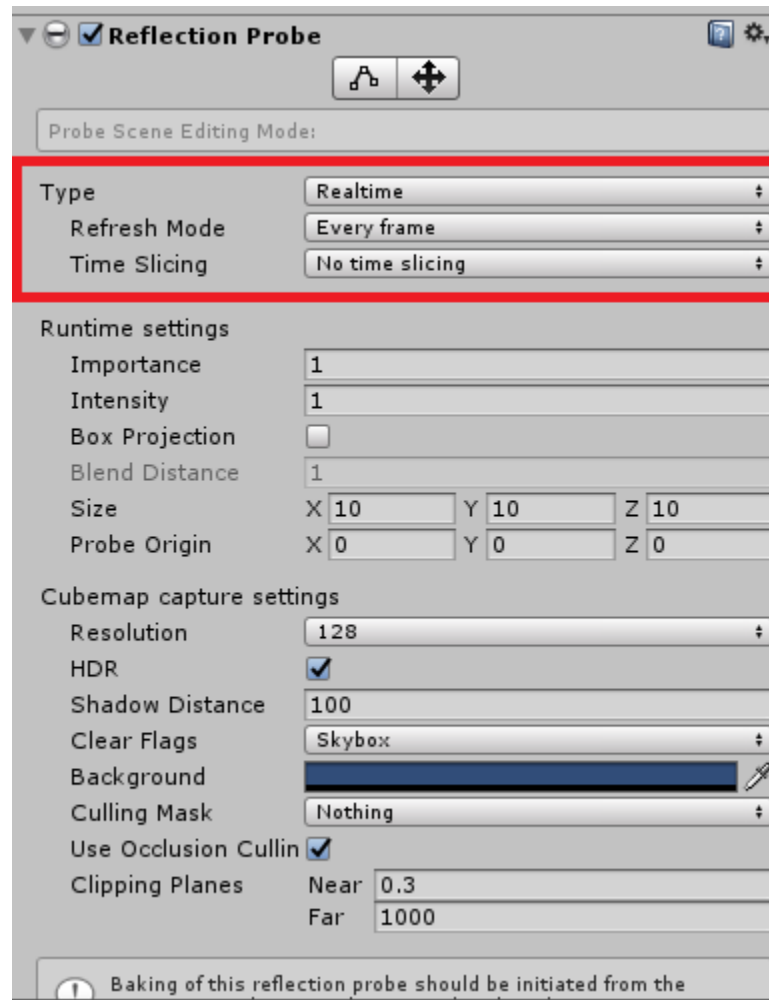 Reflection Probe
Probe Scene Editing Mode:
Type Realtime
Refresh Mode Every frame
Time Slicing No time slicing
Runtime settings
Importance 1
Intensity 1
Box Projection
Blend Distance 1
Size X 10 Y 10 Z 10
Probe Origin X 0 Y 0 Z 0
Cubemap capture settings
Resolution 128
HDR
Shadow Distance 100
Clear Flags Skybox
Background
Culling Mask Nothing
Use Occlusion Cullin
Clipping Planes Near 0.3
Far 1000
Baking of this reflection probe should be initiated from the